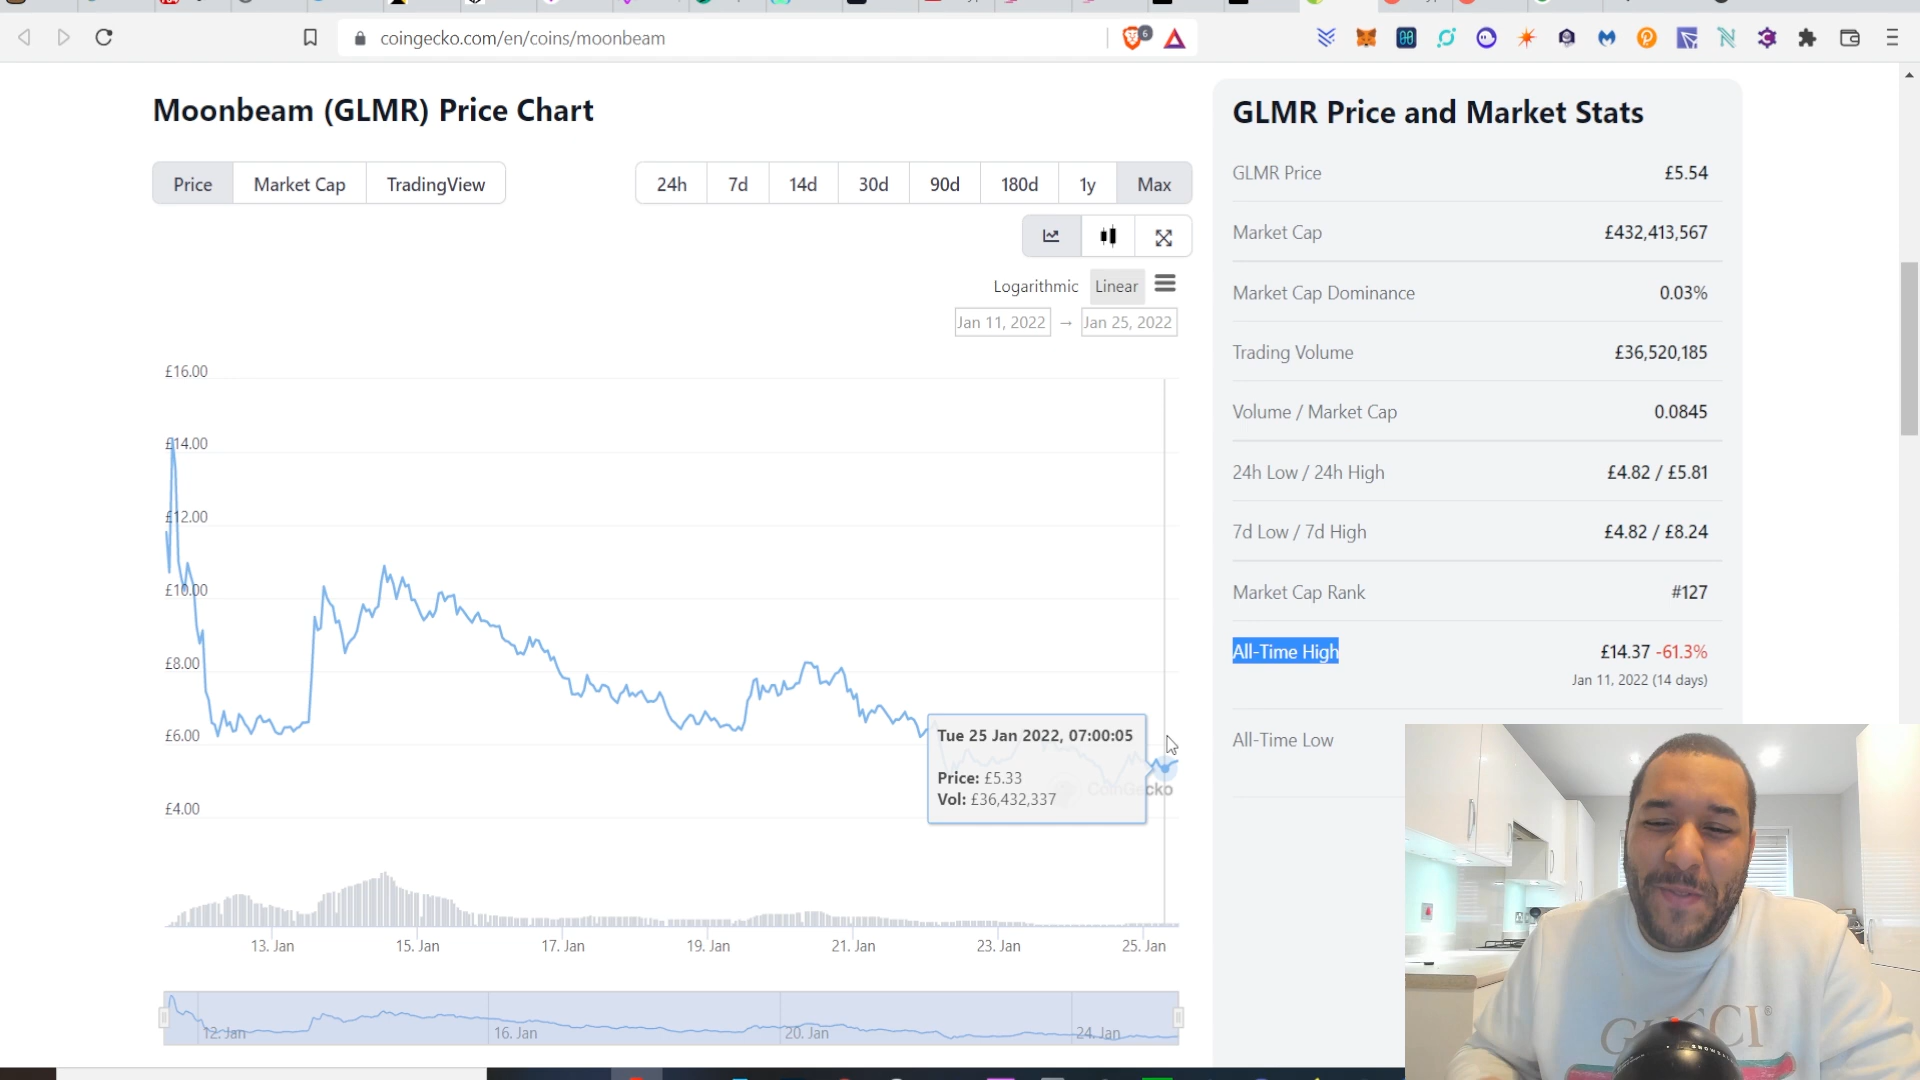 coingecko.com/en/coins/moonbeam
6
Moonbeam (GLMR) Price Chart
Price Market Cap TradingView
24h 7d 14d 30d 90d 180d 1y Max
Logarithmic Linear
Jan 11, 2022 → Jan 25, 2022
£16.00
£14.00
£12.00
£10.00
£8.00
£6.00
£4.00
Tue 25 Jan 2022, 07:00:05
Price: £5.33
Vol: £36,432,337
CoinGecko
13. Jan 15. Jan 17. Jan 19. Jan 21. Jan 23. Jan 25. Jan
12. Jan 16. Jan 20. Jan 24. Jan
GLMR Price and Market Stats
GLMR Price £5.54
Market Cap £432,413,567
Market Cap Dominance 0.03%
Trading Volume £36,520,185
Volume / Market Cap 0.0845
24h Low / 24h High £4.82 / £5.81
7d Low / 7d High £4.82 / £8.24
Market Cap Rank #127
All-Time High £14.37 -61.3%
Jan 11, 2022 (14 days)
All-Time Low